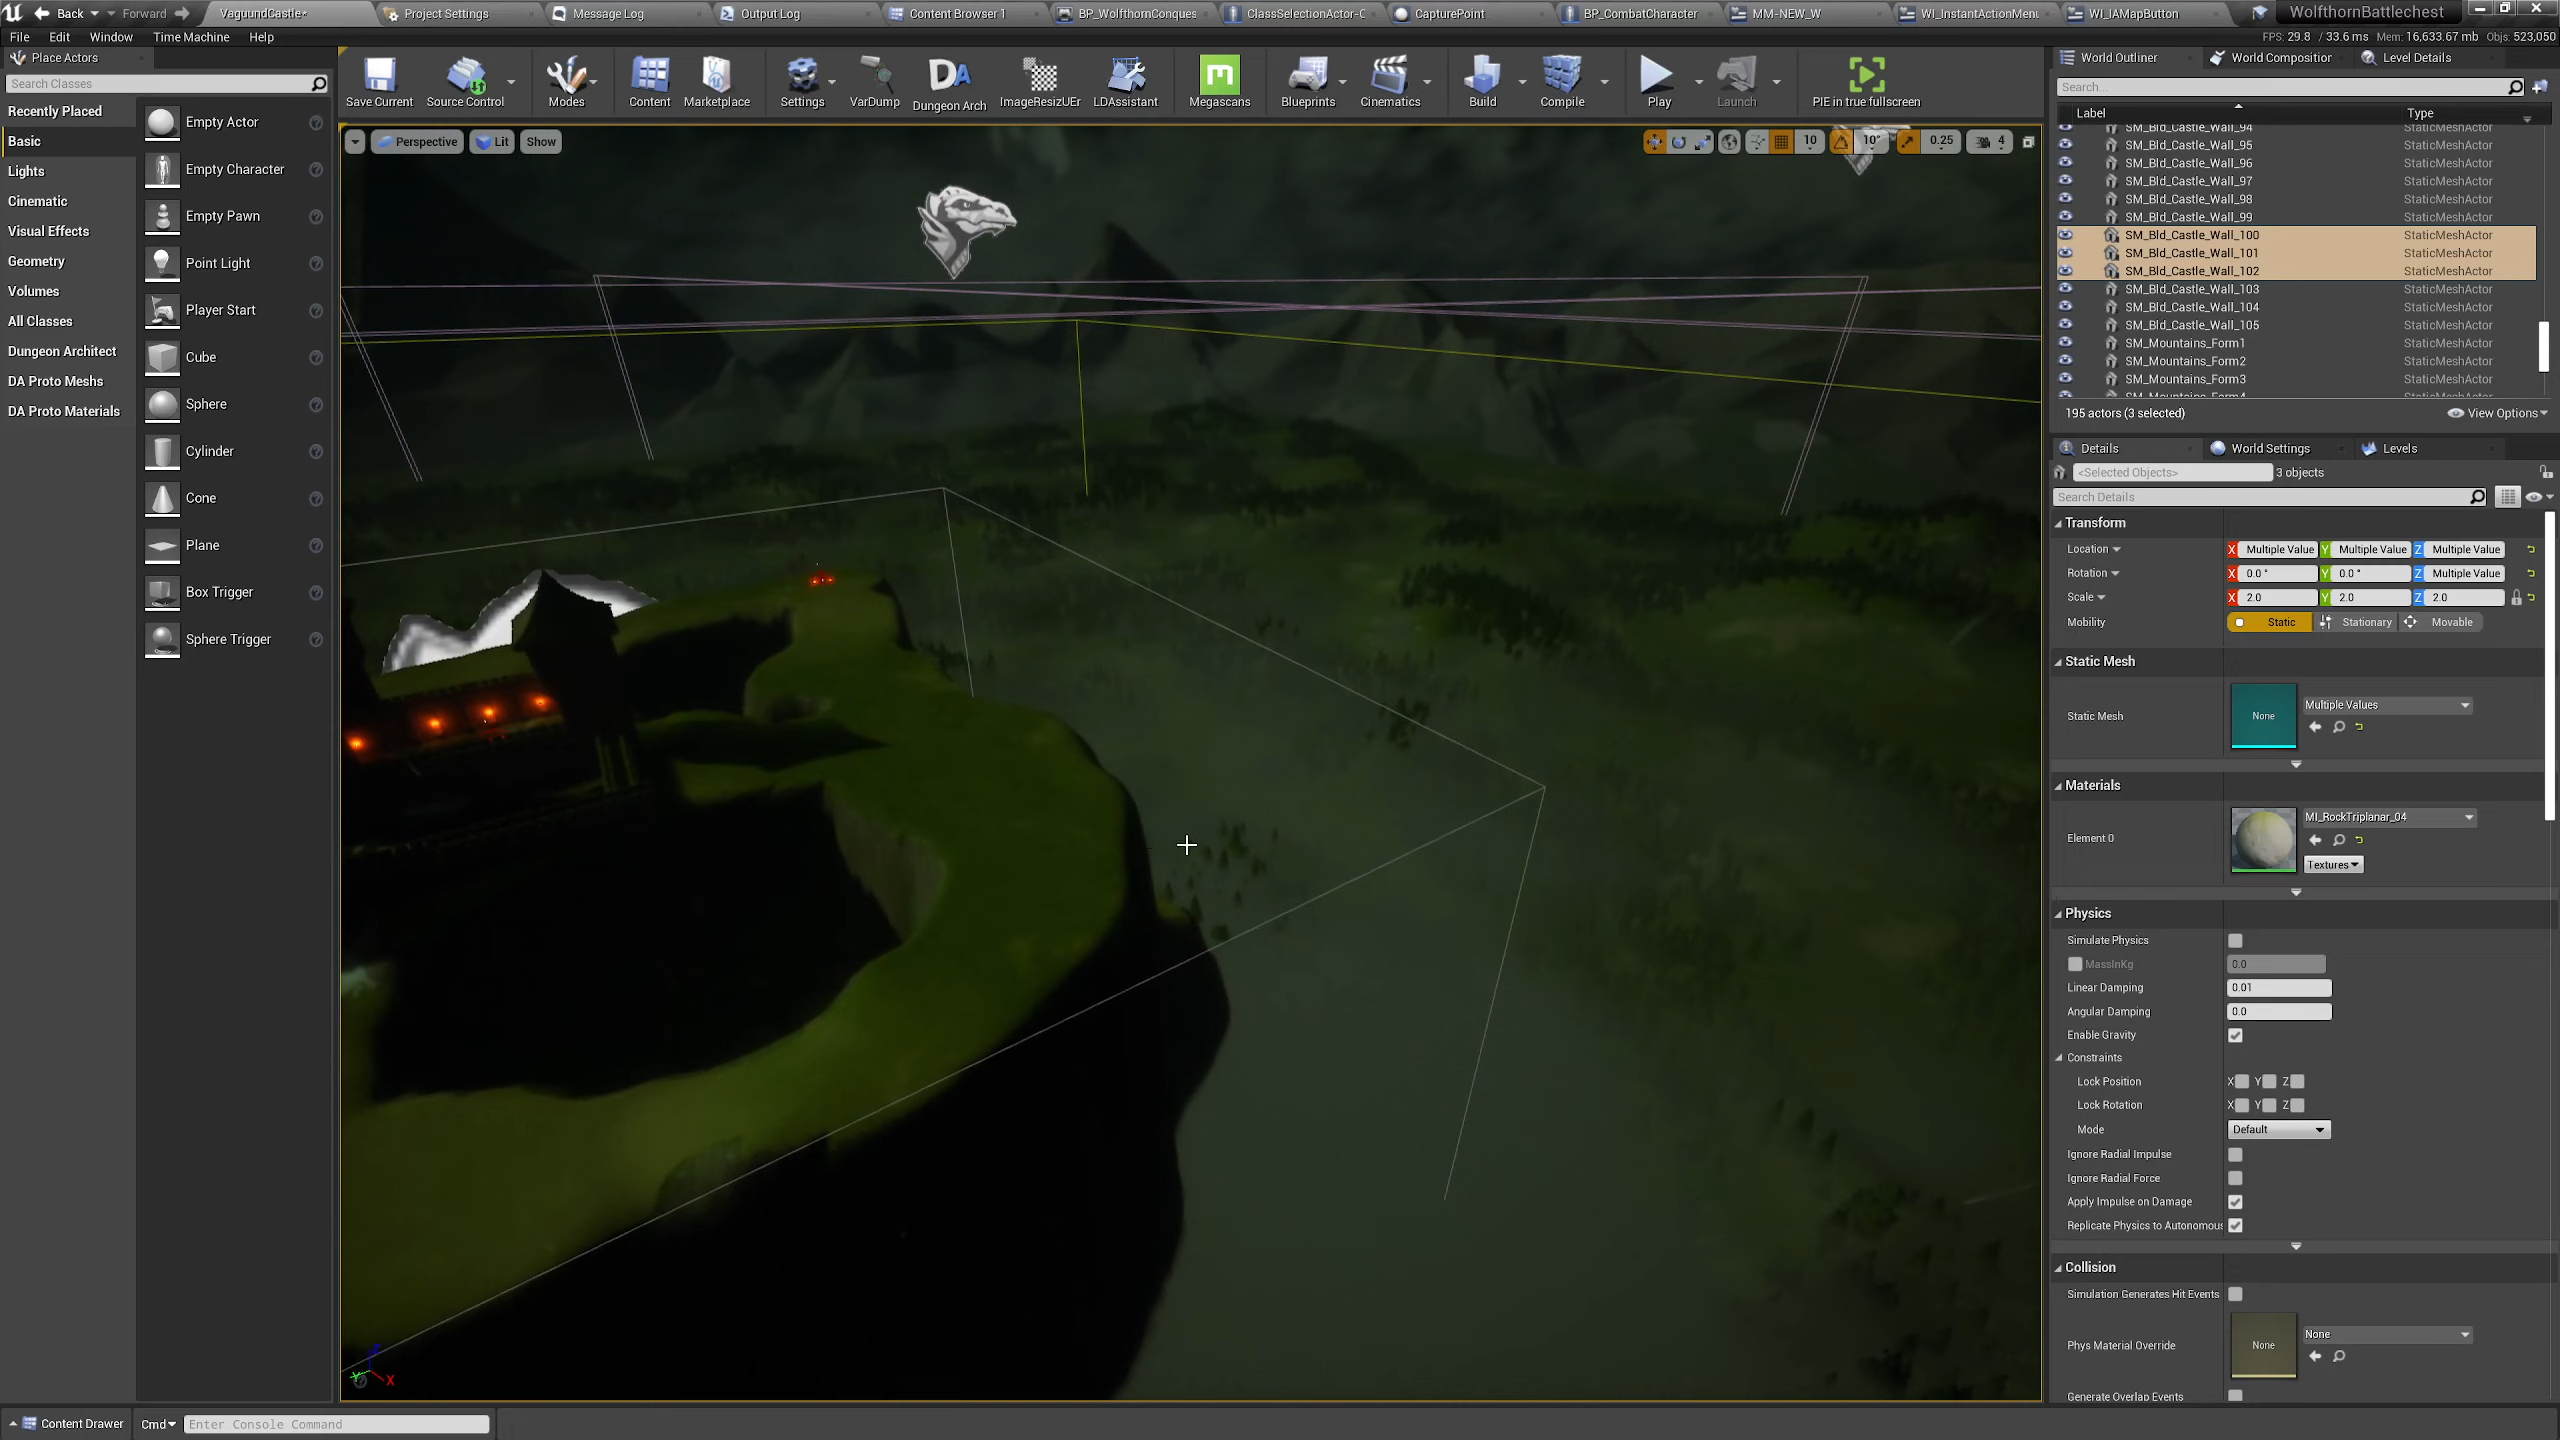 Back
Forward
VaguundCastle*
Project Settings
Message Log
Output Log
Content Browser 1
BP_WolfthornConques
ClassSelectionActor-C
CapturePoint
BP_CombatCharacter
MM-NEW_W
WI_InstantActionMenu
WI_IAMapButton
WolfthornBattlechest
File
Edit
Window
Time Machine
Help
FPS: 29.8 / 33.6 ms Mem: 16,633.67 mb Objs: 523,050
Place Actors
Search Classes
Recently Placed
Basic
Lights
Cinematic
Visual Effects
Geometry
Volumes
All Classes
Dungeon Architect
DA Proto Meshs
DA Proto Materials
Empty Actor
Empty Character
Empty Pawn
Point Light
Player Start
Cube
Sphere
Cylinder
Cone
Plane
Box Trigger
Sphere Trigger
Save Current
Source Control
Modes
Content
Marketplace
Settings
VarDump
DA
Dungeon Arch
ImageResizUEr
LDAssistant
Megascans
Blueprints
Cinematics
Build
Compile
Play
Launch
PIE in true fullscreen
Perspective
Lit
Show
10
10°
0.25
4
X
World Outliner
World Composition
Level Details
Search...
Label
Type
SM_Bld_Castle_Wall_94 StaticMeshActor
SM_Bld_Castle_Wall_95 StaticMeshActor
SM_Bld_Castle_Wall_96 StaticMeshActor
SM_Bld_Castle_Wall_97 StaticMeshActor
SM_Bld_Castle_Wall_98 StaticMeshActor
SM_Bld_Castle_Wall_99 StaticMeshActor
SM_Bld_Castle_Wall_100 StaticMeshActor
SM_Bld_Castle_Wall_101 StaticMeshActor
SM_Bld_Castle_Wall_102 StaticMeshActor
SM_Bld_Castle_Wall_103 StaticMeshActor
SM_Bld_Castle_Wall_104 StaticMeshActor
SM_Bld_Castle_Wall_105 StaticMeshActor
SM_Mountains_Form1 StaticMeshActor
SM_Mountains_Form2 StaticMeshActor
SM_Mountains_Form3 StaticMeshActor
SM_Mountains_Form4 StaticMeshActor
195 actors (3 selected)
View Options
Details
World Settings
Levels
<Selected Objects>
3 objects
Search Details
Transform
Location X Multiple Value Y Multiple Value Z Multiple Value
Rotation X 0.0 ° Y 0.0 ° Z Multiple Value
Scale X 2.0 Y 2.0 Z 2.0
Mobility Static Stationary Movable
Static Mesh
Static Mesh
None
Multiple Values
Materials
Element 0
MI_RockTriplanar_04
Textures
Physics
Simulate Physics
MassInKg 0.0
Linear Damping 0.01
Angular Damping 0.0
Enable Gravity
Constraints
Lock Position X Y Z
Lock Rotation X Y Z
Mode Default
Ignore Radial Impulse
Ignore Radial Force
Apply Impulse on Damage
Replicate Physics to Autonomous
Collision
Simulation Generates Hit Events
Phys Material Override
None
None
Generate Overlap Events
Content Drawer
Cmd
Enter Console Command